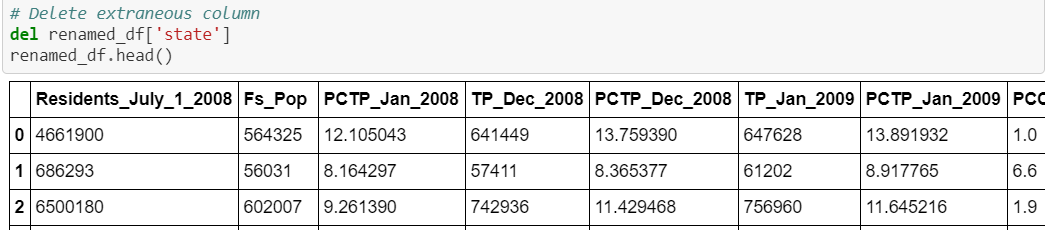 # Delete extraneous column
del renamed_df['state']
renamed_df.head()
Residents_July_1_2008 Fs_Pop PCTP_Jan_2008 TP_Dec_2008 PCTP_Dec_2008 TP_Jan_2009 PCTP_Jan_2009 PCC
0 4661900 564325 12.105043 641449 13.759390 647628 13.891932 1.0
1 686293 56031 8.164297 57411 8.365377 61202 8.917765 6.6
2 6500180 602007 9.261390 742936 11.429468 756960 11.645216 1.9